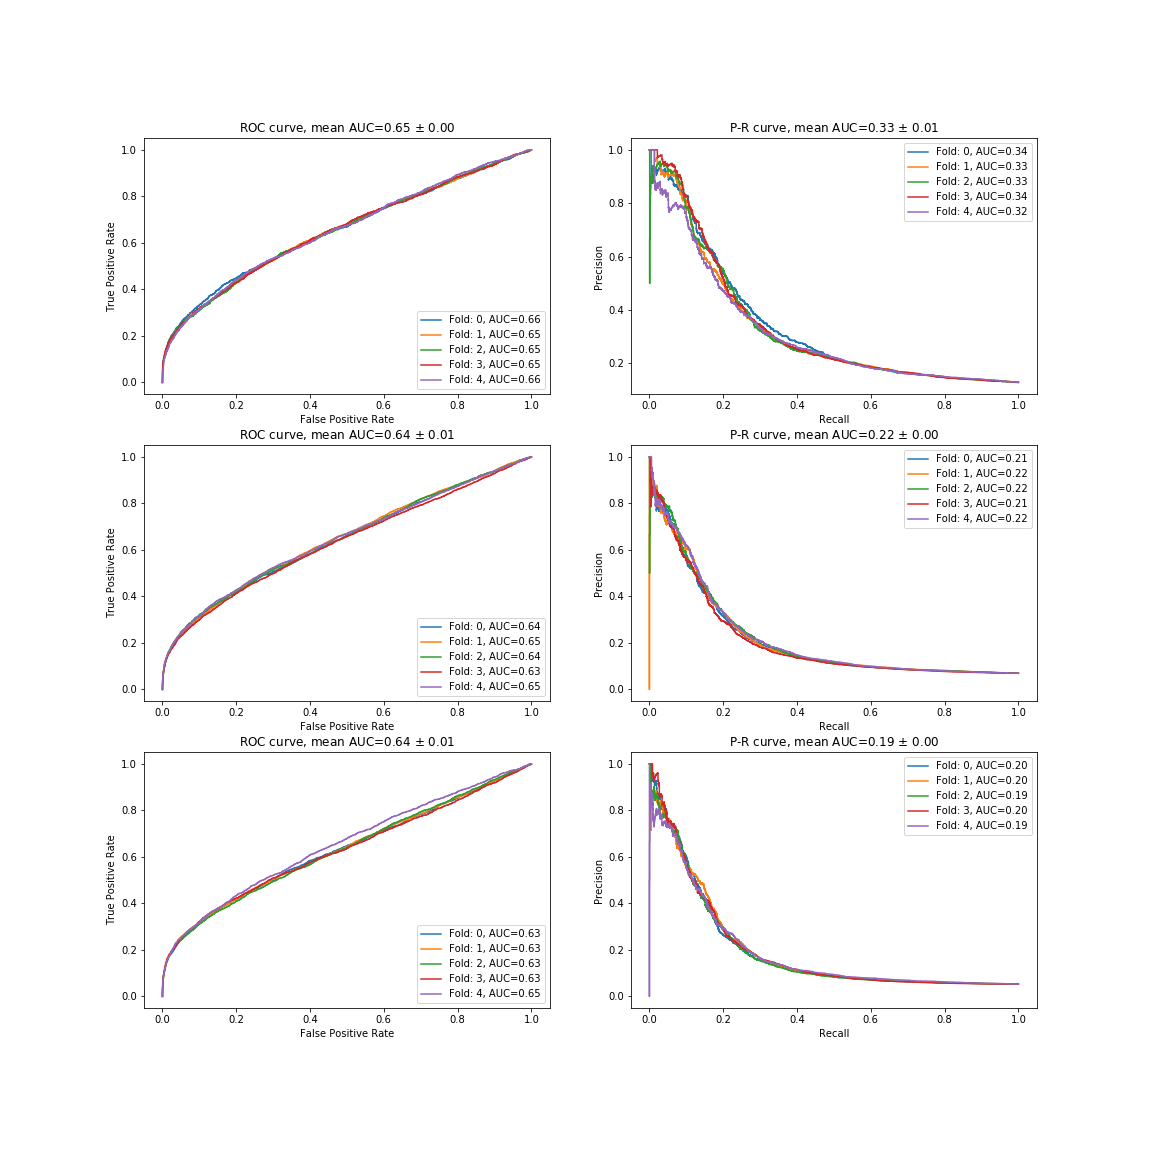 ROC curve, mean AUC=0.65 ± 0.00
True Positive Rate
1.0
0.8
0.6
0.4
0.2
0.0
Fold: 0, AUC=0.66
Fold: 1, AUC=0.65
Fold: 2, AUC=0.65
Fold: 3, AUC=0.65
Fold: 4, AUC=0.66
0.0 0.2 0.4 0.6 0.8 1.0
False Positive Rate
P-R curve, mean AUC=0.33 ± 0.01
Precision
1.0
0.8
0.6
0.4
0.2
Fold: 0, AUC=0.34
Fold: 1, AUC=0.33
Fold: 2, AUC=0.33
Fold: 3, AUC=0.34
Fold: 4, AUC=0.32
0.0 0.2 0.4 0.6 0.8 1.0
Recall
ROC curve, mean AUC=0.64 ± 0.01
True Positive Rate
1.0
0.8
0.6
0.4
0.2
0.0
Fold: 0, AUC=0.64
Fold: 1, AUC=0.65
Fold: 2, AUC=0.64
Fold: 3, AUC=0.63
Fold: 4, AUC=0.65
0.0 0.2 0.4 0.6 0.8 1.0
False Positive Rate
P-R curve, mean AUC=0.22 ± 0.00
Precision
1.0
0.8
0.6
0.4
0.2
0.0
Fold: 0, AUC=0.21
Fold: 1, AUC=0.22
Fold: 2, AUC=0.22
Fold: 3, AUC=0.21
Fold: 4, AUC=0.22
0.0 0.2 0.4 0.6 0.8 1.0
Recall
ROC curve, mean AUC=0.64 ± 0.01
True Positive Rate
1.0
0.8
0.6
0.4
0.2
0.0
Fold: 0, AUC=0.63
Fold: 1, AUC=0.63
Fold: 2, AUC=0.63
Fold: 3, AUC=0.63
Fold: 4, AUC=0.65
0.0 0.2 0.4 0.6 0.8 1.0
False Positive Rate
P-R curve, mean AUC=0.19 ± 0.00
Precision
1.0
0.8
0.6
0.4
0.2
0.0
Fold: 0, AUC=0.20
Fold: 1, AUC=0.20
Fold: 2, AUC=0.19
Fold: 3, AUC=0.20
Fold: 4, AUC=0.19
0.0 0.2 0.4 0.6 0.8 1.0
Recall